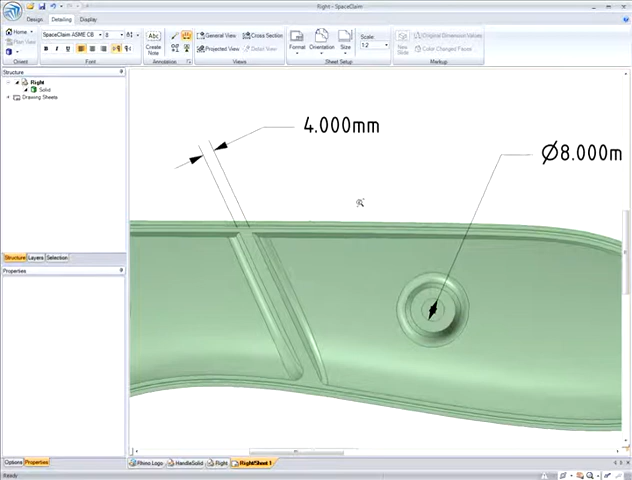 Right - SpaceClaim
Design Detailing Display
Home
Plan View
Orient
SpaceClaim ASME CB 8
B I U
Font
Abc
Create
Note
Annotation
General View Cross Section
Projected View Detail View
Views
Format
Orientation
Size
Scale:
1:2
Sheet Setup
New
Slide
Original Dimension Values
Color Changed Faces
Markup
Structure
Right
Solid
Drawing Sheets
Structure Layers Selection
Properties
Options Properties
4.000mm
Ø8.000m
Rhino Logo HandleSolid Right Right\Sheet 1
Ready